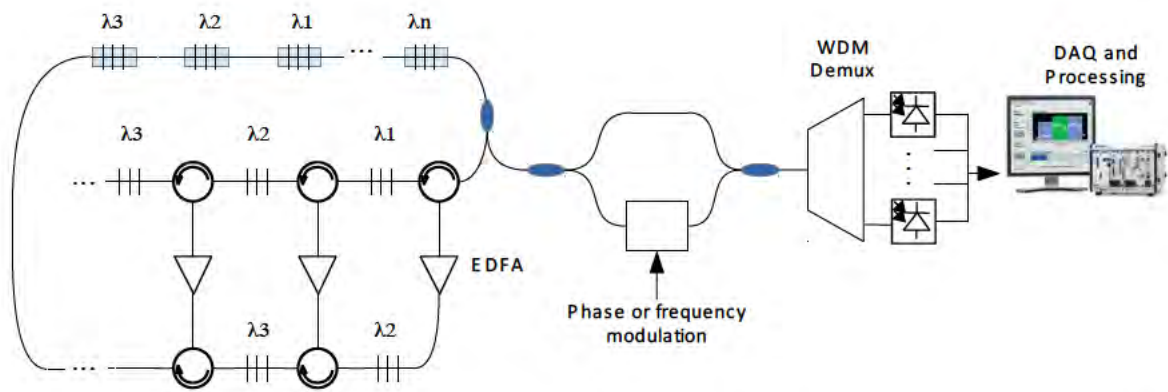 λ3 λ2 λ1 ... λn
WDM
Demux
DAQ and
Processing
... λ3 λ2 λ1
EDFA
Phase or frequency
modulation
λ3 λ2
...